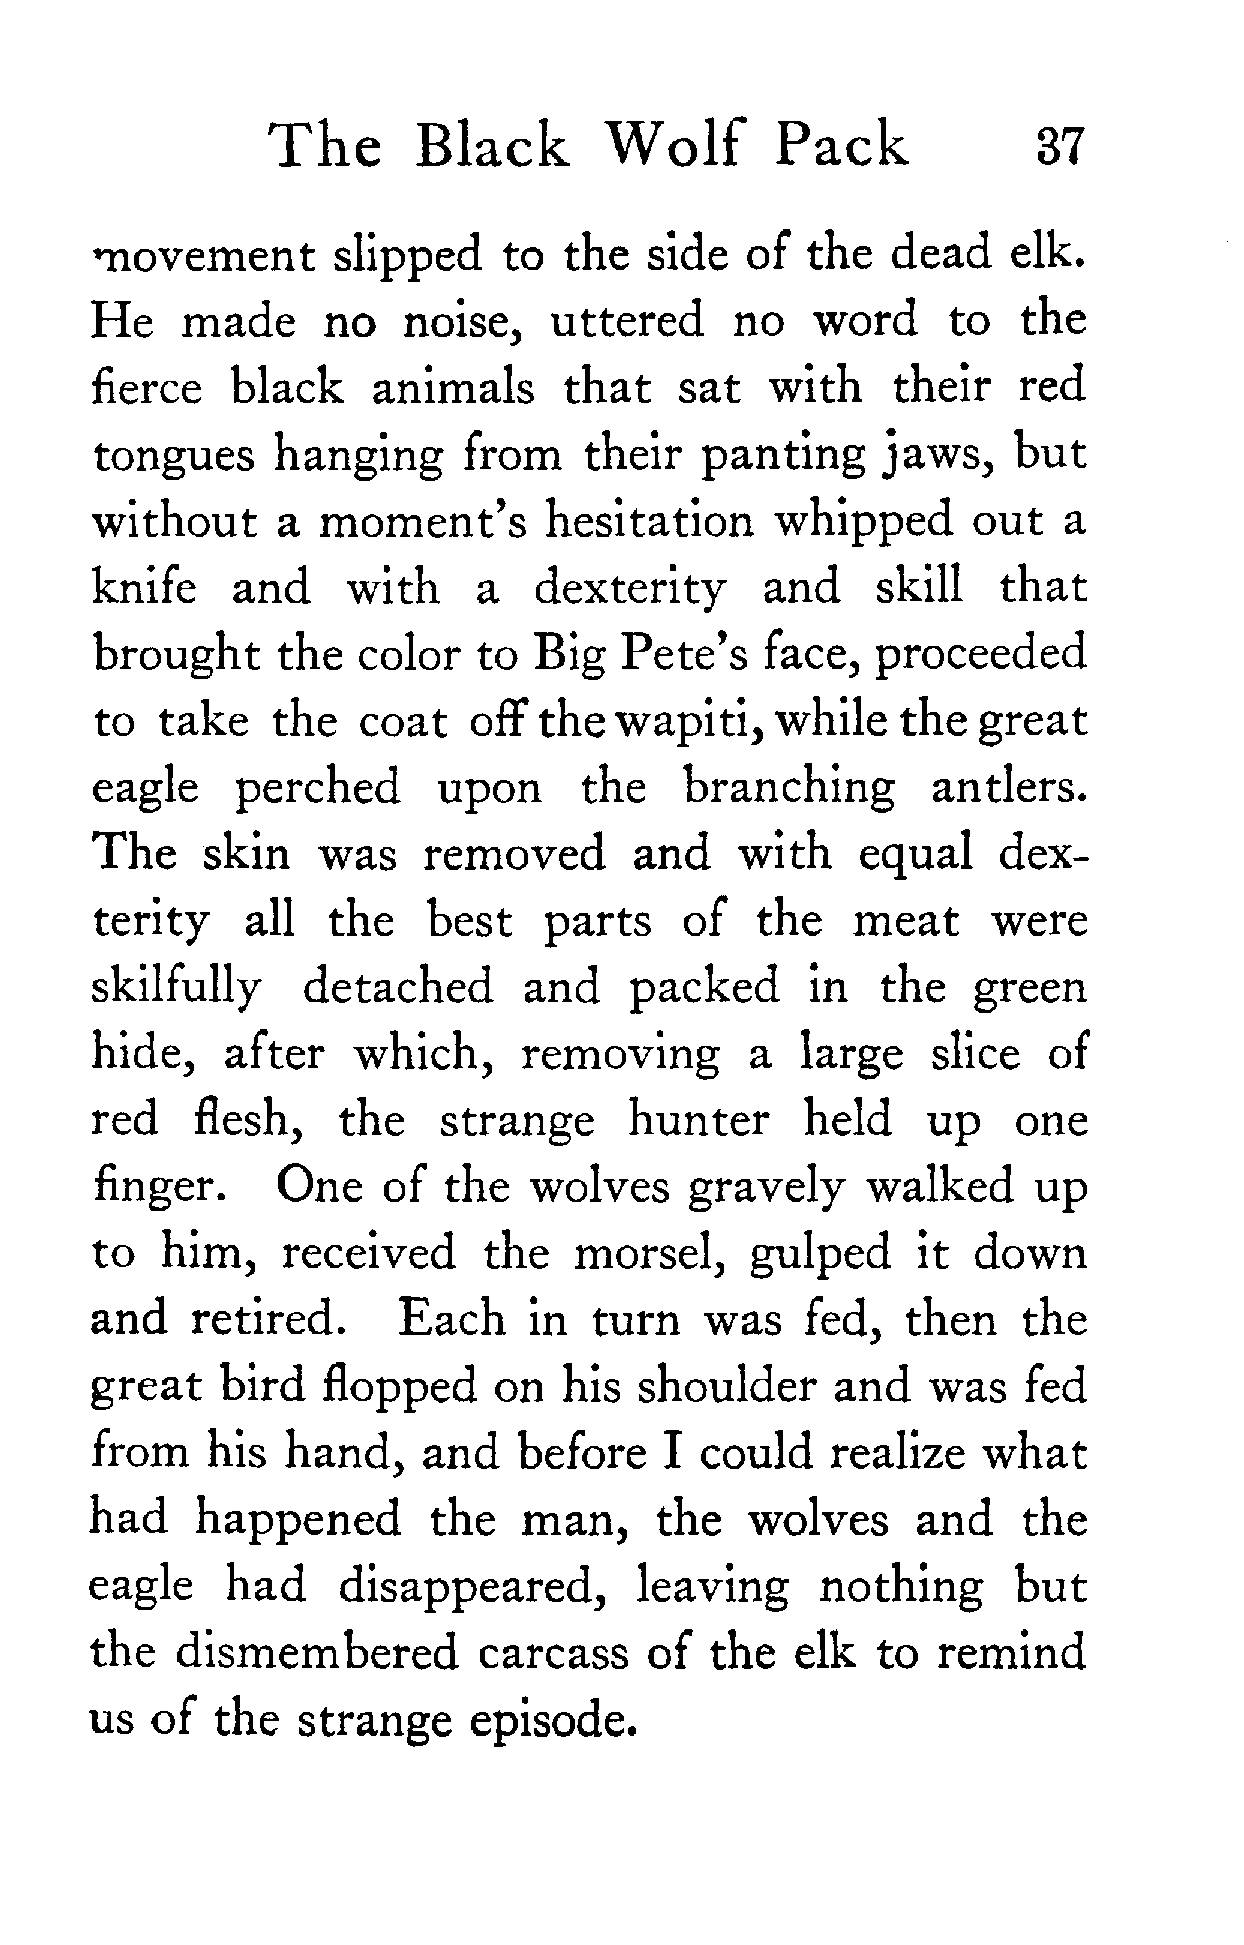 The Black Wolf Pack 37
movement slipped to the side of the dead elk.
He made no noise, uttered no word to the
fierce black animals that sat with their red
tongues hanging from their panting jaws, but
without a moment's hesitation whipped out a
knife and with a dexterity and skill that
brought the color to Big Pete's face, proceeded
to take the coat off the wapiti, while the great
eagle perched upon the branching antlers.
The skin was removed and with equal dex-
terity all the best parts of the meat were
skilfully detached and packed in the green
hide, after which, removing a large slice of
red flesh, the strange hunter held up one
finger. One of the wolves gravely walked up
to him, received the morsel, gulped it down
and retired. Each in turn was fed, then the
great bird flopped on his shoulder and was fed
from his hand, and before I could realize what
had happened the man, the wolves and the
eagle had disappeared, leaving nothing but
the dismembered carcass of the elk to remind
us of the strange episode.